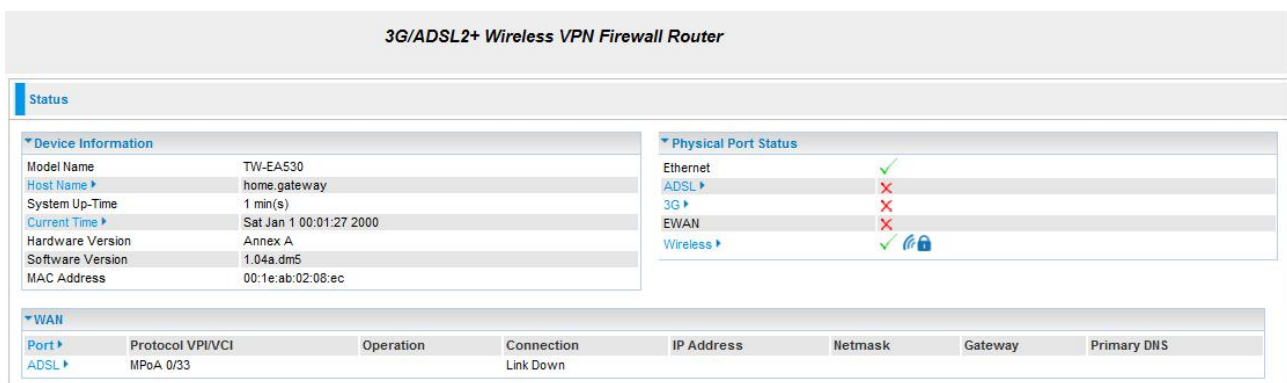 3G/ADSL2+ Wireless VPN Firewall Router
Status
Device Information
Model Name TW-EA530
Host Name home.gateway
System Up-Time 1 min(s)
Current Time Sat Jan 1 00:01:27 2000
Hardware Version Annex A
Software Version 1.04a.dm5
MAC Address 00:1e:ab:02:08:ec
Physical Port Status
Ethernet
ADSL
3G
EWAN
Wireless
WAN
Port Protocol VPI/VCI Operation Connection IP Address Netmask Gateway Primary DNS
ADSL MPoA 0/33 Link Down